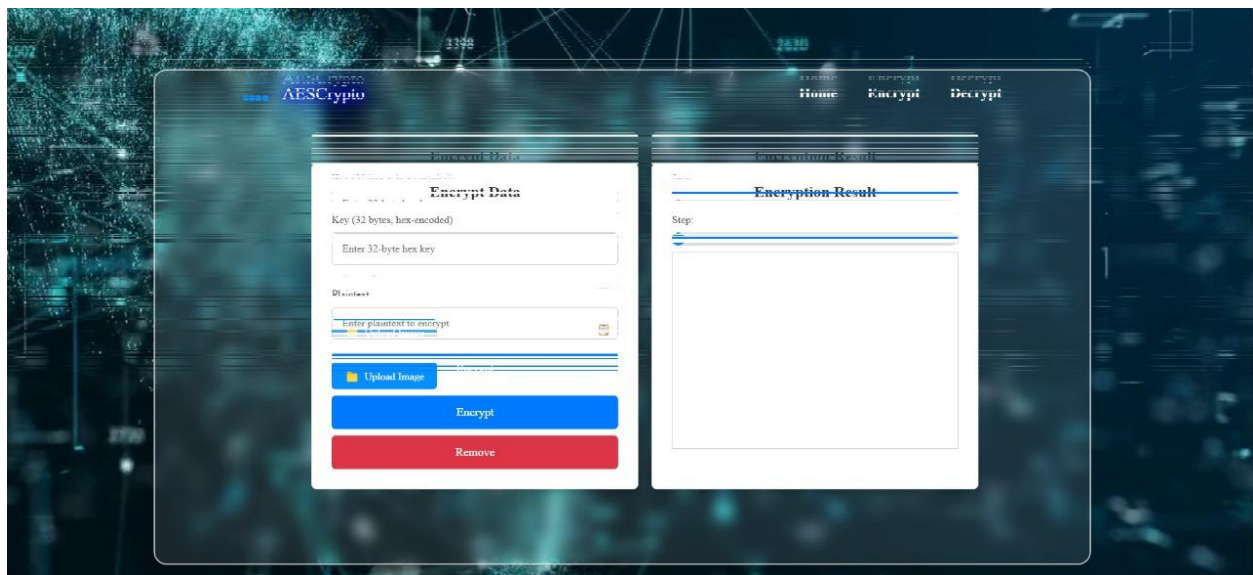 3398
AESCrypto
Home Encrypt Decrypt
Encrypt Data
Key (32 bytes, hex-encoded)
Enter 32-byte hex key
Plaintext
Enter plaintext to encrypt
Upload Image
Encrypt
Remove
Encryption Result
Step: